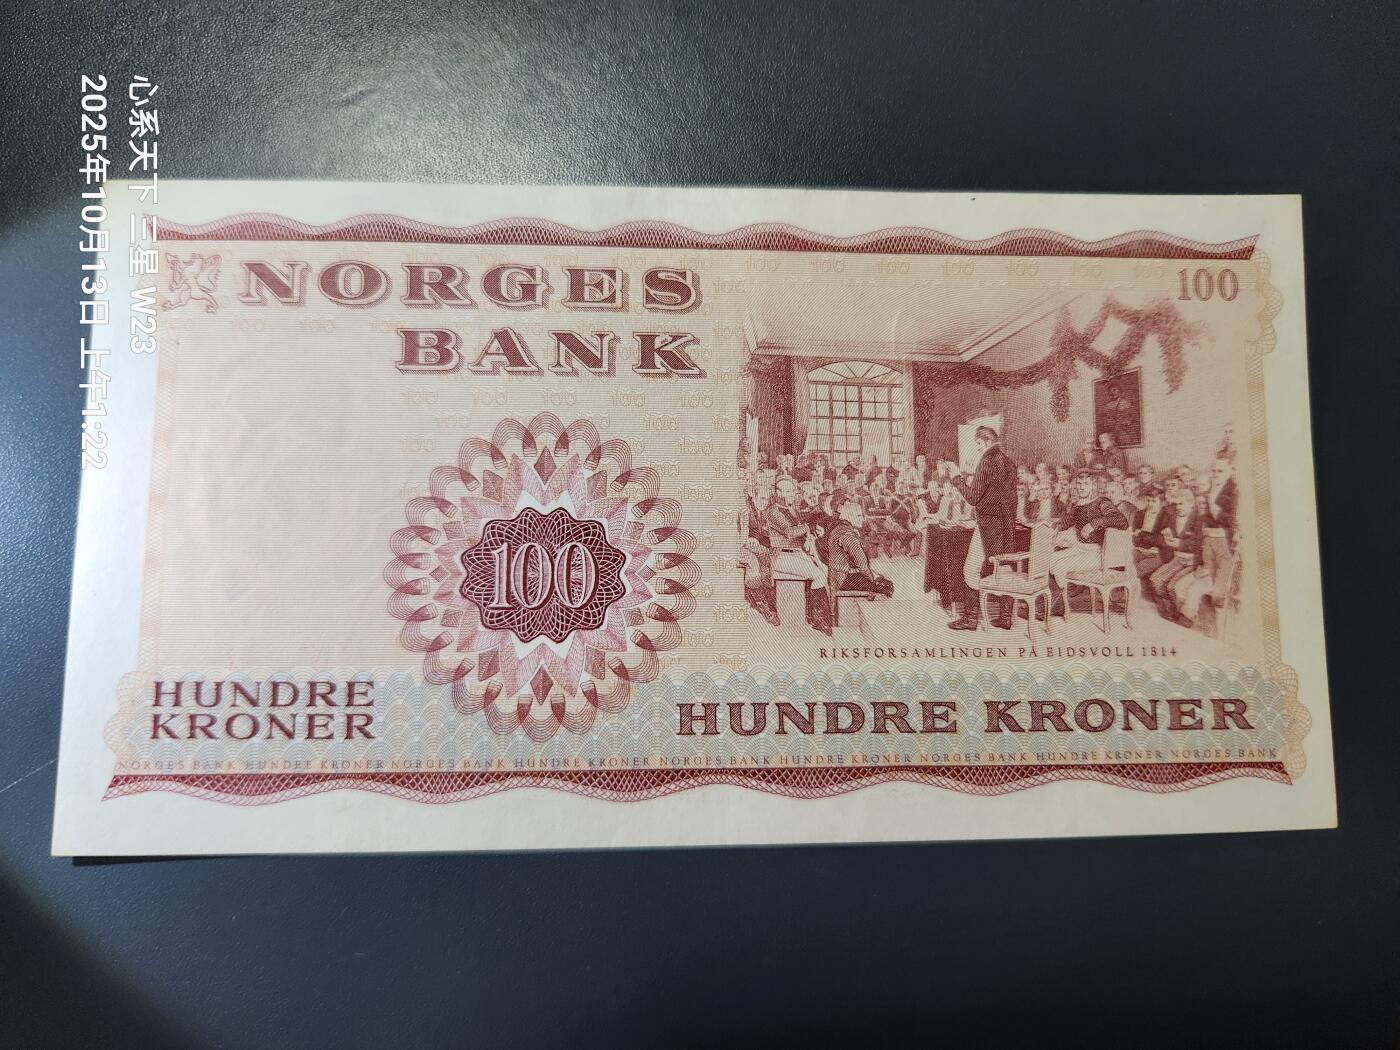 心系天下 三星 W23
2025年10月13日 上午1:22
NORGES
BANK
100
100
RIKSFORSAMLINGEN PÅ EIDSVOLL 1814
HUNDRE
KRONER
HUNDRE KRONER
NORGES BANK HUNDRE KRONER NORGES BANK HUNDRE KRONER NORGES BANK HUNDRE KRONER NORGES BANK HUNDRE KRONER NORGES BANK